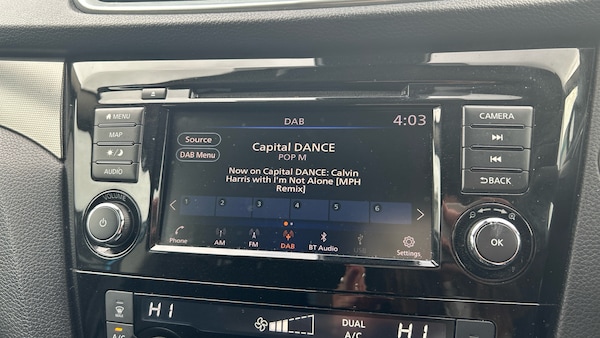 DAB
4:03
MENU
MAP
AUDIO
VOLUME
Source
DAB Menu
Capital DANCE
POP M
Now on Capital DANCE: Calvin
Harris with I'm Not Alone [MPH
Remix]
1 2 3 4 5 6
Phone
AM
FM
DAB
BT Audio
Settings
CAMERA
BACK
OK
HI
DUAL
HI
A/C
A/C